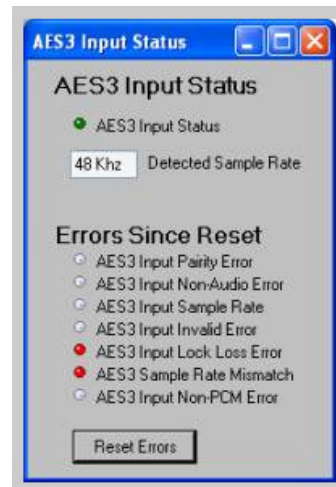 AES3 Input Status
AES3 Input Status
AES3 Input Status
48 Khz Detected Sample Rate
Errors Since Reset
AES3 Input Pairity Error
AES3 Input Non-Audio Error
AES3 Input Sample Rate
AES3 Input Invalid Error
AES3 Input Lock Loss Error
AES3 Sample Rate Mismatch
AES3 Input Non-PCM Error
Reset Errors